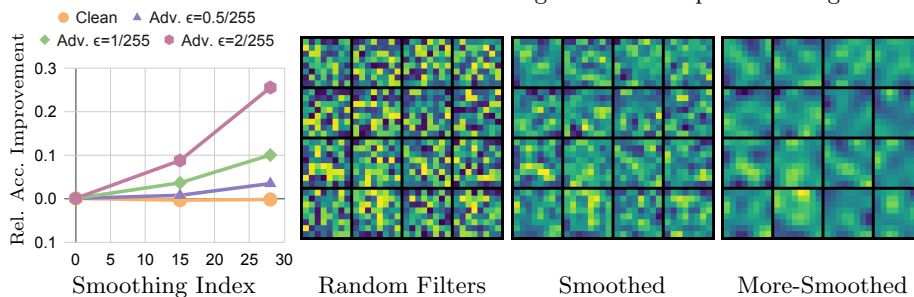 Clean Adv. ϵ=0.5/255
Adv. ϵ=1/255 Adv. ϵ=2/255
Rel. Acc. Improvement
0.3
0.2
0.1
0.0
0.1
0 5 10 15 20 25 30
Smoothing Index
Random Filters
Smoothed
More-Smoothed